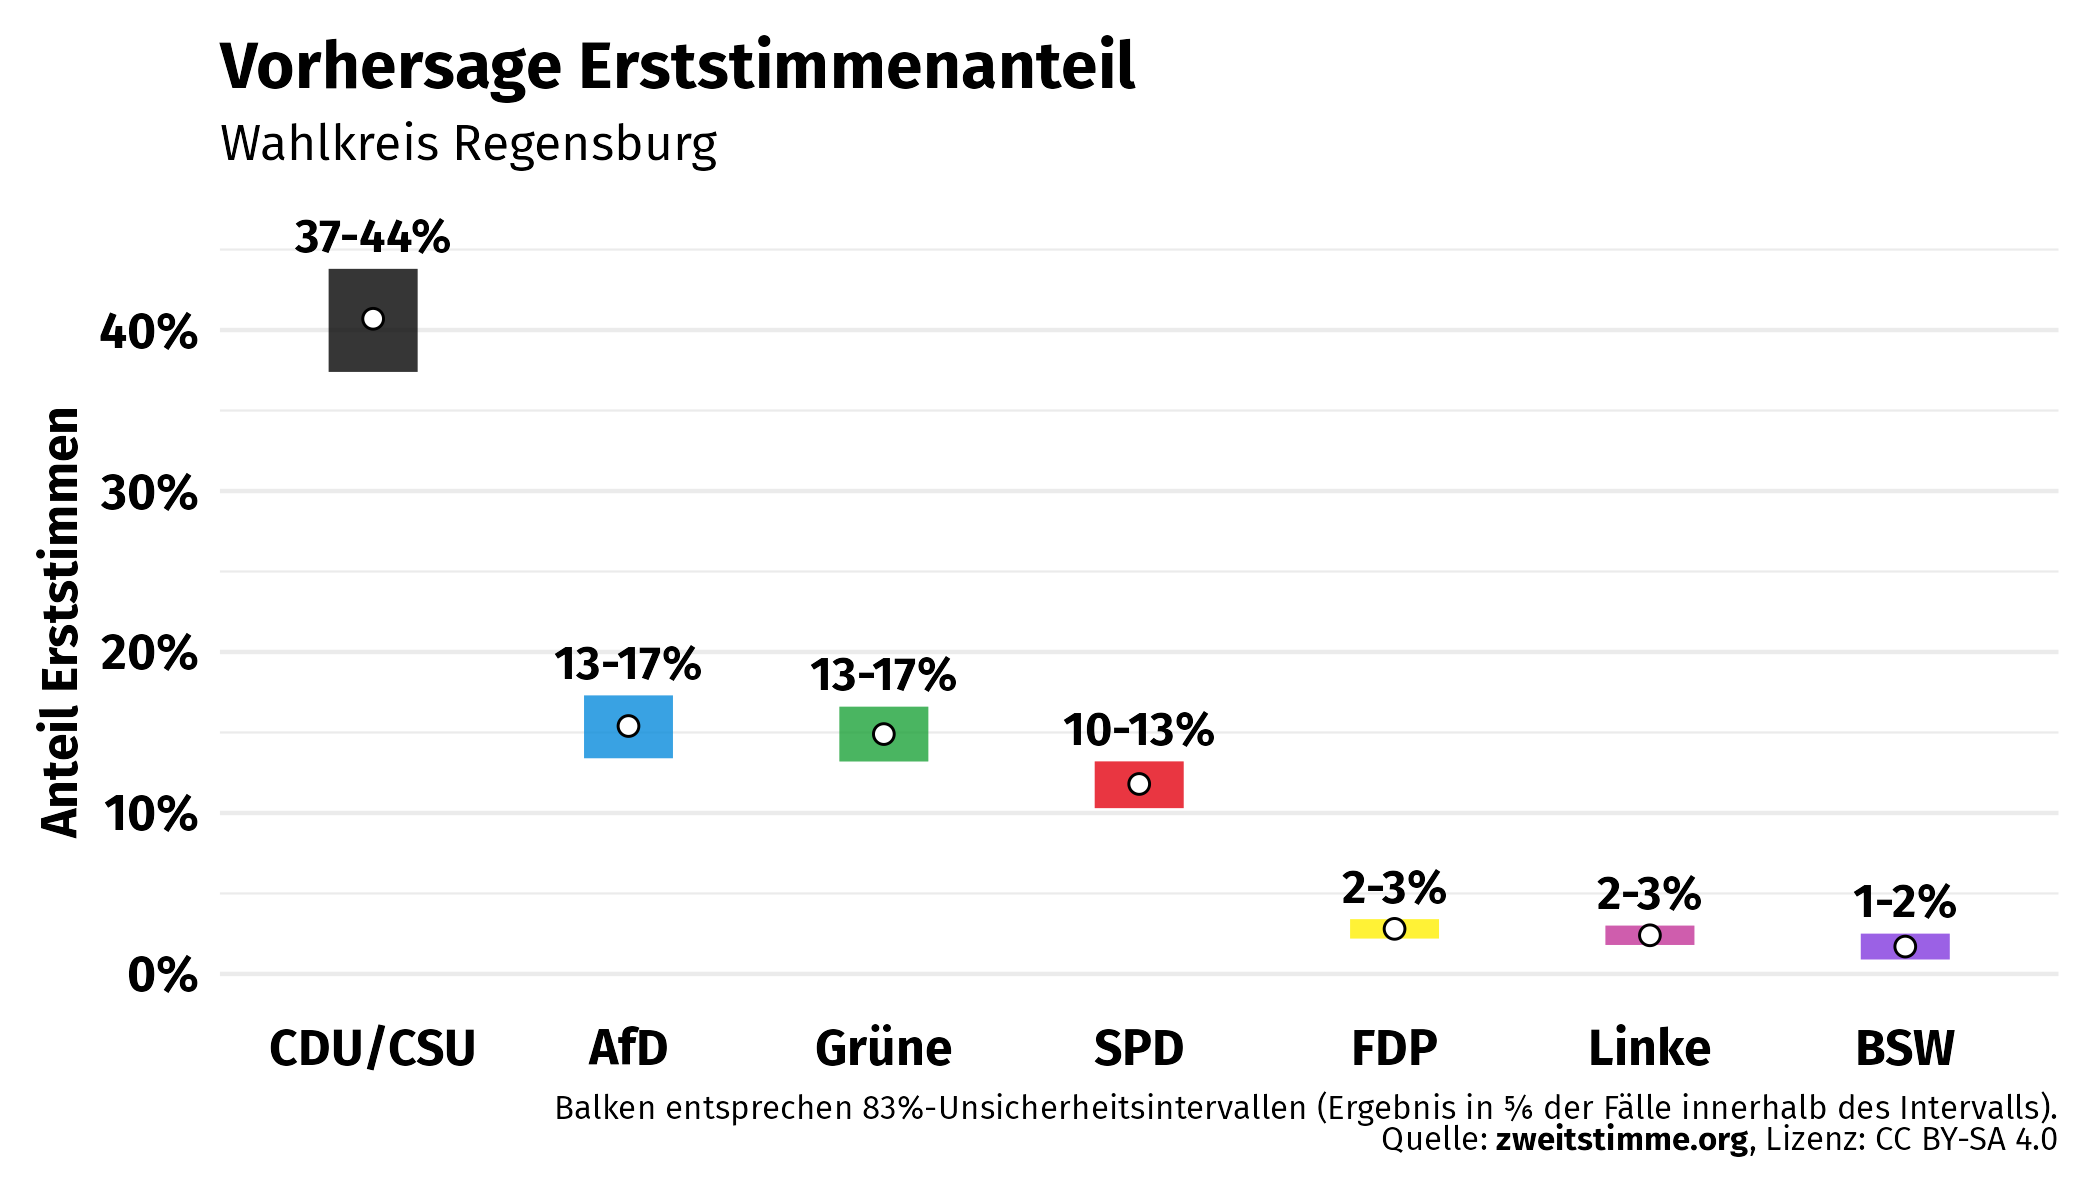 Vorhersage Erststimmenanteil
Wahlkreis Regensburg
Anteil Erststimmen
40%
30%
20%
10%
0%
37-44%
13-17%
13-17%
10-13%
2-3%
2-3%
1-2%
CDU/CSU
AfD
Grüne
SPD
FDP
Linke
BSW
Balken entsprechen 83%-Unsicherheitsintervallen (Ergebnis in ⅚ der Fälle innerhalb des Intervalls).
Quelle: zweitstimme.org, Lizenz: CC BY-SA 4.0